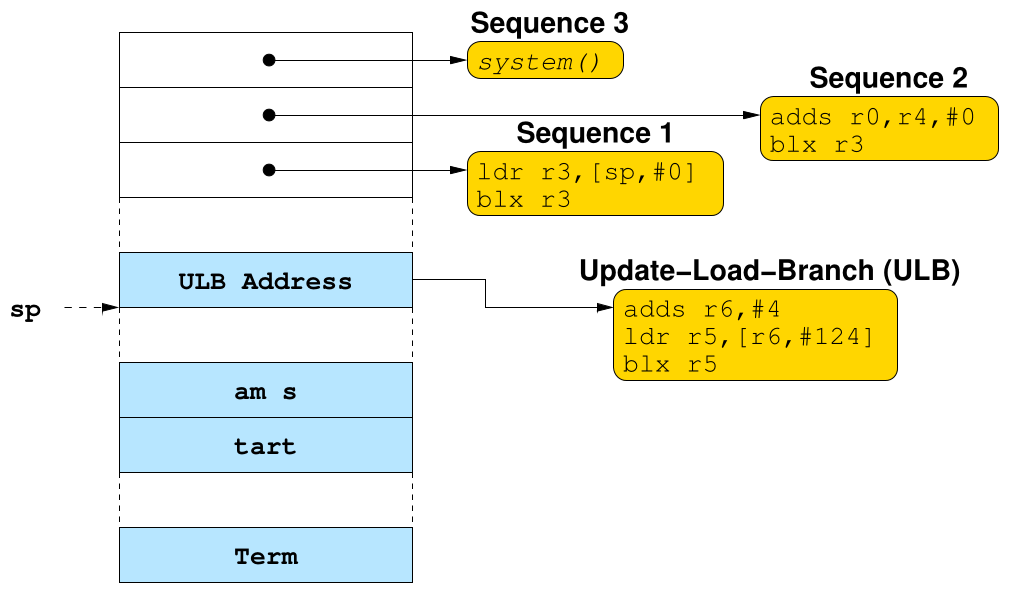 Sequence 3
system()
Sequence 2
adds r0,r4,#0
blx r3
Sequence 1
ldr r3,[sp,#0]
blx r3
ULB Address
Update−Load−Branch (ULB)
sp
adds r6,#4
ldr r5,[r6,#124]
blx r5
am s
tart
Term